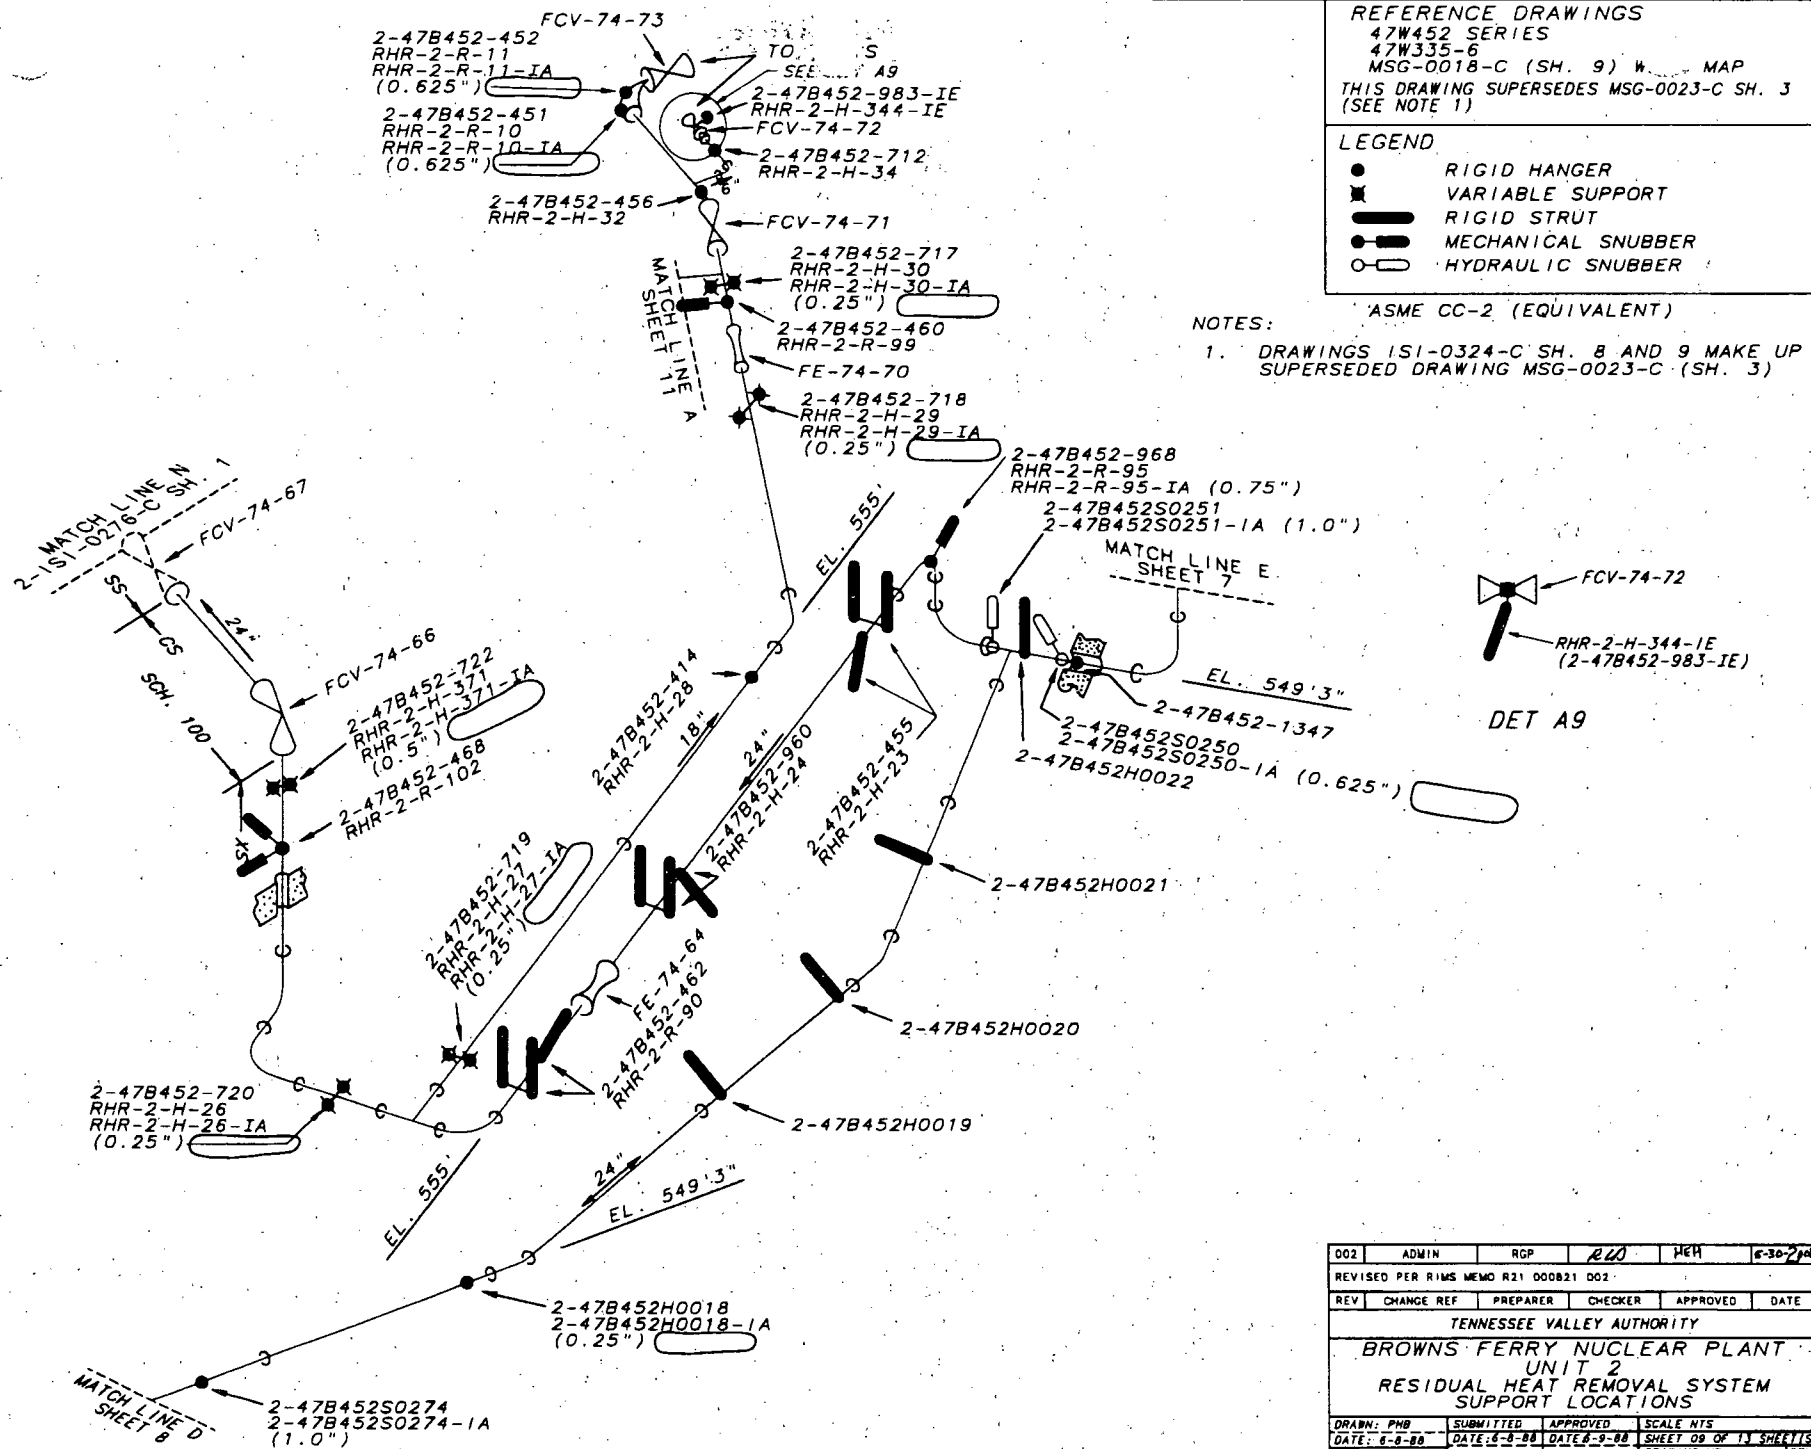 REFERENCE DRAWINGS
47W452 SERIES
47W335-6
MSG-0018-C (SH. 9) W MAP
THIS DRAWING SUPERSEDES MSG-0023-C SH. 3
(SEE NOTE 1)
LEGEND
RIGID HANGER
VARIABLE SUPPORT
RIGID STRUT
MECHANICAL SNUBBER
HYDRAULIC SNUBBER
ASME CC-2 (EQUIVALENT)
NOTES:
1. DRAWINGS ISI-0324-C SH. 8 AND 9 MAKE UP
SUPERSEDED DRAWING MSG-0023-C (SH. 3)
FCV-74-73
2-47B452-452
RHR-2-R-11
RHR-2-R-11-IA
(0.625")
TO S
SEE A9
2-47B452-983-IE
RHR-2-H-344-IE
FCV-74-72
2-47B452-451
RHR-2-R-10
RHR-2-R-10-IA
(0.625")
2-47B452-712
RHR-2-H-34
2-47B452-456
RHR-2-H-32
FCV-74-71
2-47B452-717
RHR-2-H-30
RHR-2-H-30-IA
(0.25")
MATCH LINE A
SHEET 11
2-47B452-460
RHR-2-R-99
FE-74-70
2-47B452-718
RHR-2-H-29
RHR-2-H-29-IA
(0.25")
2-47B452-968
RHR-2-R-95
RHR-2-R-95-IA (0.75")
2-47B452S0251
2-47B452S0251-IA (1.0")
MATCH LINE E
SHEET 7
EL. 555'
MATCH LINE N
2-ISI-0276-C SH. 1
FCV-74-67
SS
CS
24"
FCV-74-66
SCH. 100
XS
2-47B452-722
RHR-2-H-371
RHR-2-H-371-IA
(0.5")
2-47B452-468
RHR-2-R-102
2-47B452-414
RHR-2-H-28
18"
24"
2-47B452-960
RHR-2-H-24
2-47B452-455
RHR-2-H-23
EL. 549'3"
2-47B452-1347
2-47B452S0250
2-47B452S0250-IA (0.625")
2-47B452H0022
FCV-74-72
RHR-2-H-344-IE
(2-47B452-983-IE)
DET A9
2-47B452-719
RHR-2-H-27
RHR-2-H-27-IA
(0.25")
2-47B452H0021
FE-74-64
2-47B452-462
RHR-2-R-90
2-47B452H0020
2-47B452-720
RHR-2-H-26
RHR-2-H-26-IA
(0.25")
2-47B452H0019
EL. 555'
24"
EL. 549'3"
2-47B452H0018
2-47B452H0018-IA
(0.25")
MATCH LINE D
SHEET 8
2-47B452S0274
2-47B452S0274-IA
(1.0")
002 ADMIN RGP HEH
REVISED PER RIMS MEMO R21 000821 002
REV CHANGE REF PREPARER CHECKER APPROVED DATE
TENNESSEE VALLEY AUTHORITY
BROWNS FERRY NUCLEAR PLANT
UNIT 2
RESIDUAL HEAT REMOVAL SYSTEM
SUPPORT LOCATIONS
DRAWN: PHB SUBMITTED APPROVED SCALE NTS
DATE: 6-8-88 DATE: 6-8-88 DATE 6-9-88 SHEET 09 OF 13 SHEET(S)